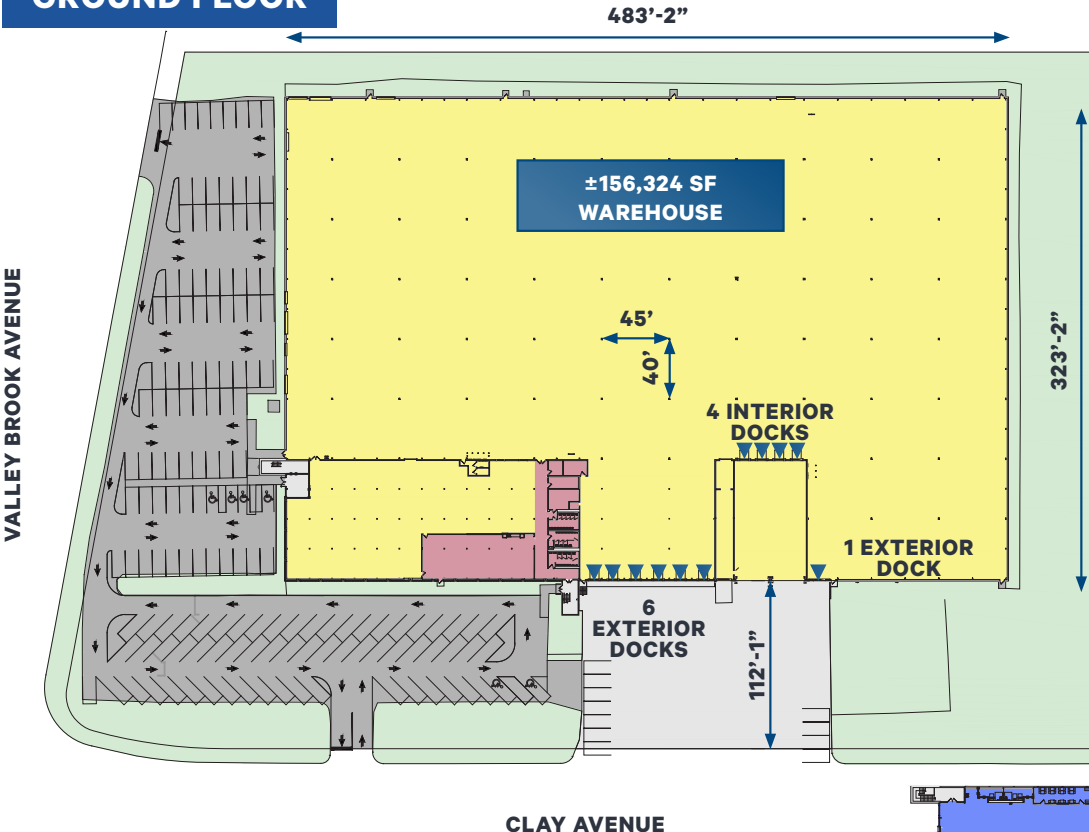 GROUND FLOOR
483'-2"
±156,324 SF
WAREHOUSE
VALLEY BROOK AVENUE
45'
40'
323'-2"
4 INTERIOR
DOCKS
1 EXTERIOR
DOCK
6
EXTERIOR
DOCKS
112'-1"
CLAY AVENUE